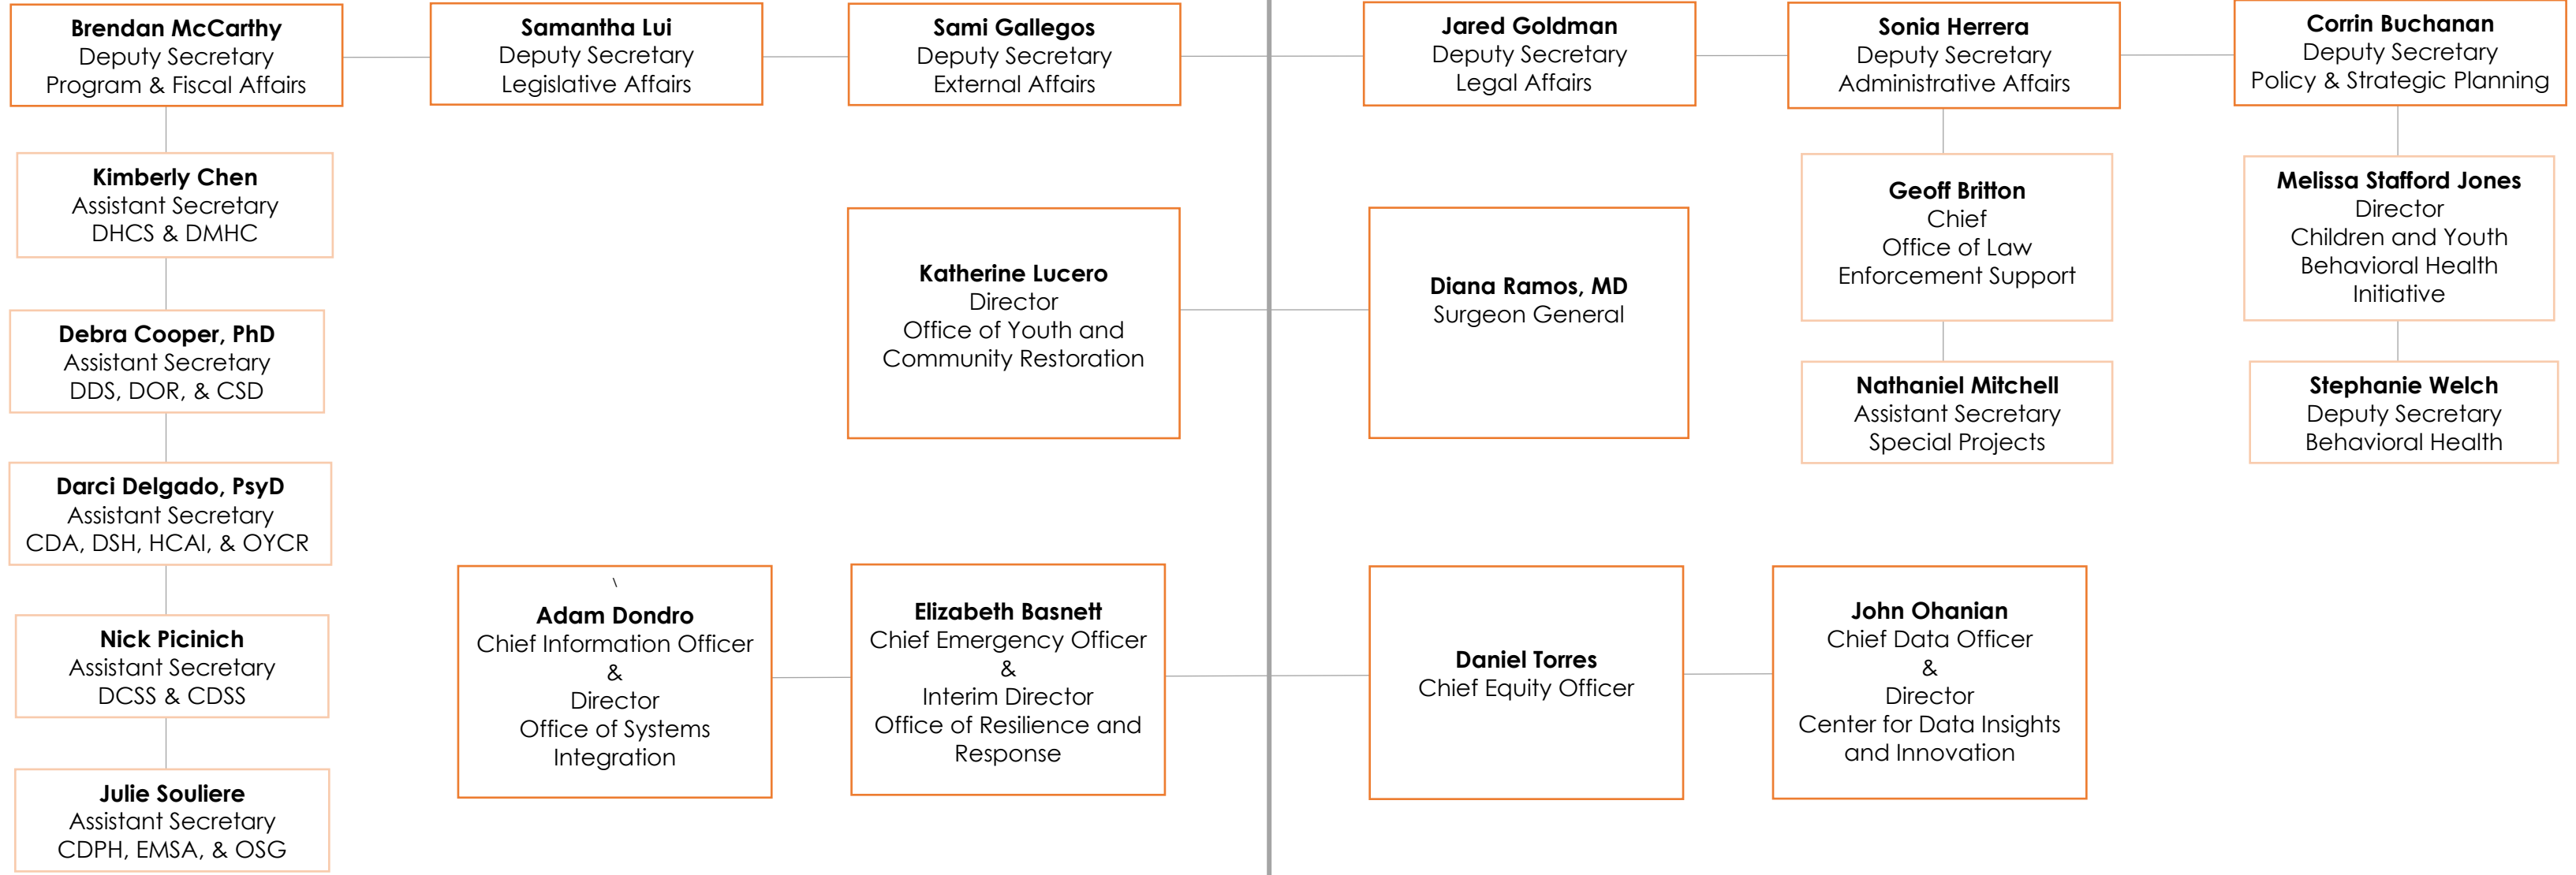 Brendan McCarthy
Deputy Secretary
Program & Fiscal Affairs
Samantha Lui
Deputy Secretary
Legislative Affairs
Sami Gallegos
Deputy Secretary
External Affairs
Jared Goldman
Deputy Secretary
Legal Affairs
Sonia Herrera
Deputy Secretary
Administrative Affairs
Corrin Buchanan
Deputy Secretary
Policy & Strategic Planning
Kimberly Chen
Assistant Secretary
DHCS & DMHC
Debra Cooper, PhD
Assistant Secretary
DDS, DOR, & CSD
Darci Delgado, PsyD
Assistant Secretary
CDA, DSH, HCAI, & OYCR
Nick Picinich
Assistant Secretary
DCSS & CDSS
Julie Souliere
Assistant Secretary
CDPH, EMSA, & OSG
Katherine Lucero
Director
Office of Youth and
Community Restoration
Diana Ramos, MD
Surgeon General
Geoff Britton
Chief
Office of Law
Enforcement Support
Nathaniel Mitchell
Assistant Secretary
Special Projects
Melissa Stafford Jones
Director
Children and Youth
Behavioral Health
Initiative
Stephanie Welch
Deputy Secretary
Behavioral Health
\
Adam Dondro
Chief Information Officer
&
Director
Office of Systems
Integration
Elizabeth Basnett
Chief Emergency Officer
&
Interim Director
Office of Resilience and
Response
Daniel Torres
Chief Equity Officer
John Ohanian
Chief Data Officer
&
Director
Center for Data Insights
and Innovation